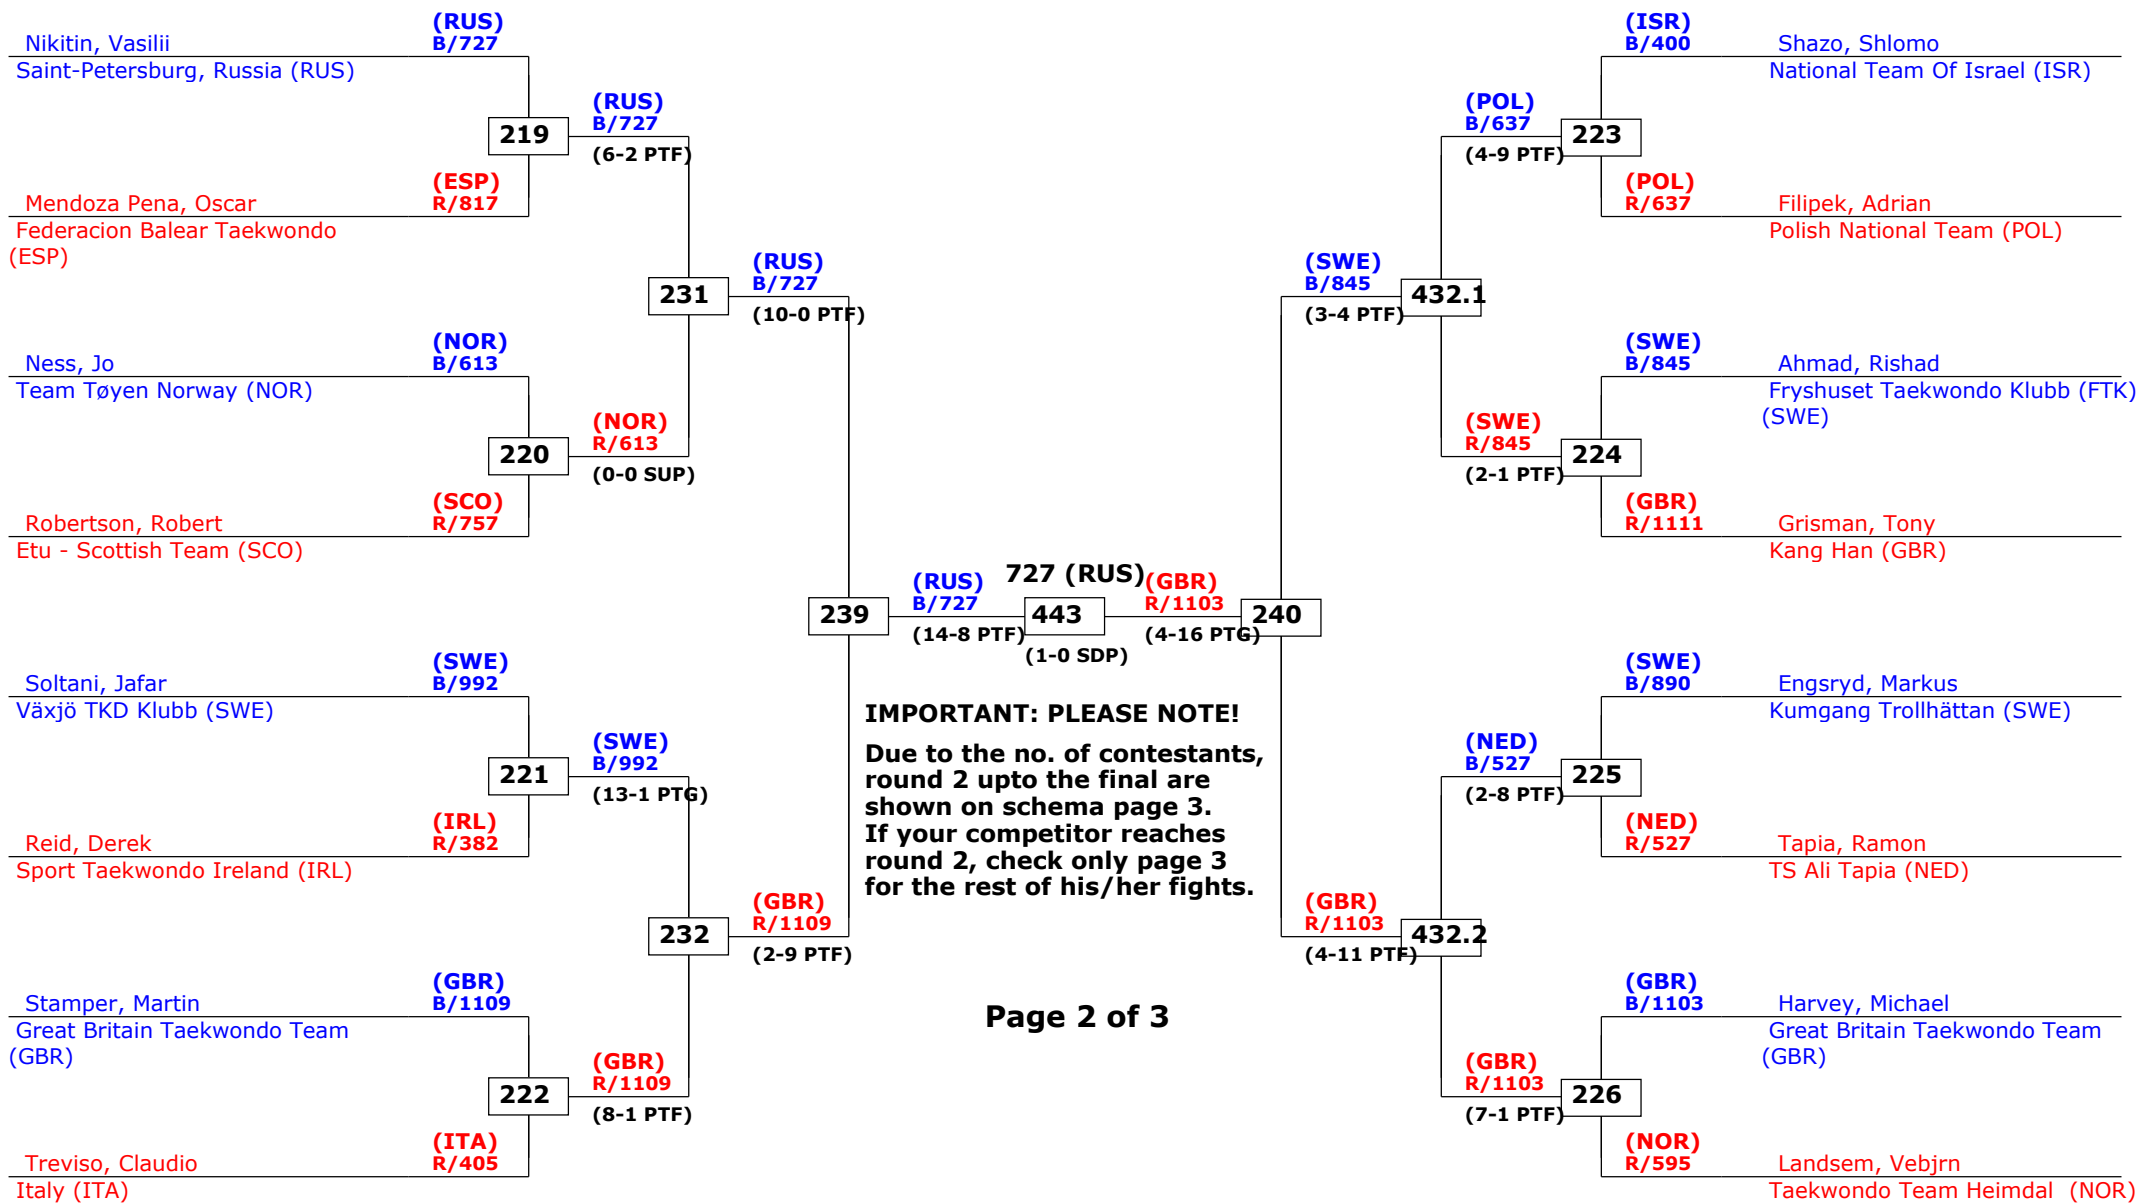 (RUS)
Nikitin, Vasilii B/727
Saint-Petersburg, Russia (RUS)
219
(RUS)
B/727
(6-2 PTF)
(ESP)
Mendoza Pena, Oscar R/817
Federacion Balear Taekwondo
(ESP)
231
(RUS)
B/727
(10-0 PTF)
(NOR)
Ness, Jo B/613
Team Tøyen Norway (NOR)
220
(NOR)
R/613
(0-0 SUP)
(SCO)
Robertson, Robert R/757
Etu - Scottish Team (SCO)
239
(RUS)
B/727
(14-8 PTF)
(SWE)
Soltani, Jafar B/992
Växjö TKD Klubb (SWE)
221
(SWE)
B/992
(13-1 PTG)
(IRL)
Reid, Derek R/382
Sport Taekwondo Ireland (IRL)
232
(GBR)
R/1109
(2-9 PTF)
(GBR)
Stamper, Martin B/1109
Great Britain Taekwondo Team
(GBR)
222
(GBR)
R/1109
(8-1 PTF)
(ITA)
Treviso, Claudio R/405
Italy (ITA)
727 (RUS)
443
(1-0 SDP)
IMPORTANT: PLEASE NOTE!
Due to the no. of contestants,
round 2 upto the final are
shown on schema page 3.
If your competitor reaches
round 2, check only page 3
for the rest of his/her fights.
Page 2 of 3
(GBR)
R/1103
(4-16 PTG)
240
(ISR)
B/400 Shazo, Shlomo
National Team Of Israel (ISR)
(POL)
B/637
(4-9 PTF)
223
(POL)
R/637 Filipek, Adrian
Polish National Team (POL)
(SWE)
B/845
(3-4 PTF)
432.1
(SWE)
B/845 Ahmad, Rishad
Fryshuset Taekwondo Klubb (FTK)
(SWE)
(SWE)
R/845
(2-1 PTF)
224
(GBR)
R/1111 Grisman, Tony
Kang Han (GBR)
(SWE)
B/890 Engsryd, Markus
Kumgang Trollhättan (SWE)
(NED)
B/527
(2-8 PTF)
225
(NED)
R/527 Tapia, Ramon
TS Ali Tapia (NED)
(GBR)
R/1103
(4-11 PTF)
432.2
(GBR)
B/1103 Harvey, Michael
Great Britain Taekwondo Team
(GBR)
(GBR)
R/1103
(7-1 PTF)
226
(NOR)
R/595 Landsem, Vebjrn
Taekwondo Team Heimdal (NOR)